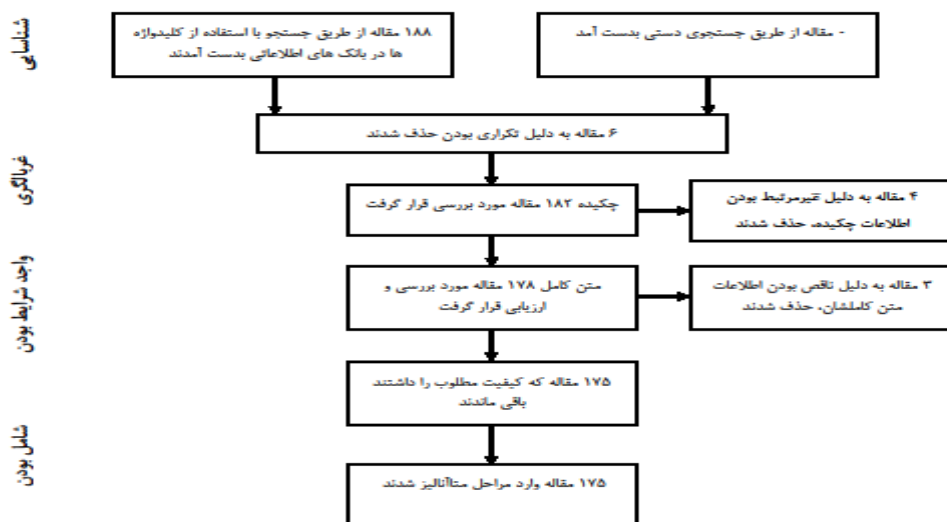 شناسایی
۱۸۸ مقاله از طریق جستجو با استفاده از کلیدواژه
ها در بانک های اطلاعاتی بدست آمدند
- مقاله از طریق جستجوی دستی بدست آمد
۶ مقاله به دلیل تکراری بودن حذف شدند
غربالگری
چکیده ۱۸۲ مقاله مورد بررسی قرار گرفت
۴ مقاله به دلیل غیرمرتبط بودن
اطلاعات چکیده، حذف شدند
واجد شرایط بودن
متن کامل ۱۷۸ مقاله مورد بررسی و
ارزیابی قرار گرفت
۳ مقاله به دلیل ناقص بودن اطلاعات
متن کاملشان، حذف شدند
۱۷۵ مقاله که کیفیت مطلوب را داشتند
باقی ماندند
شامل بودن
۱۷۵ مقاله وارد مراحل متاآنالیز شدند